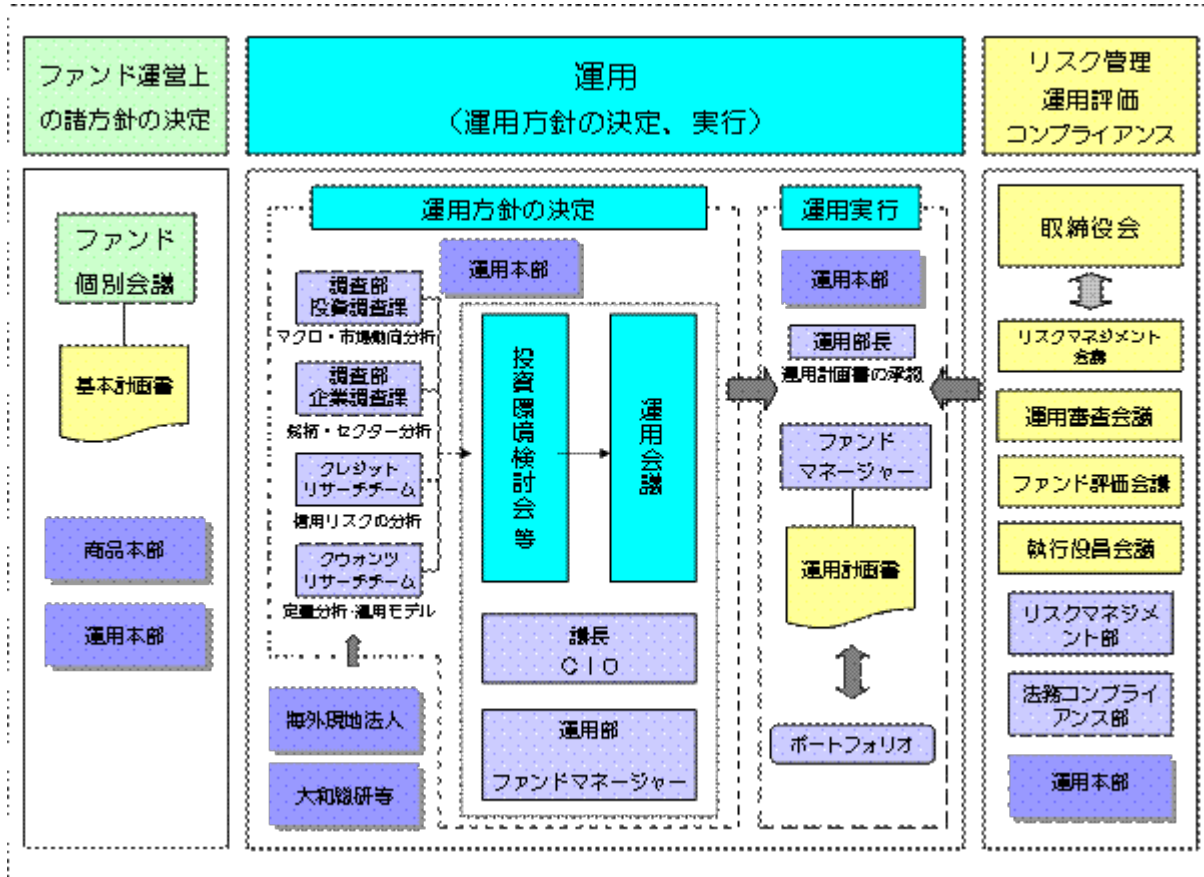 ファンド運営上
の諸方針の決定
ファンド
個別会議
基本計画書
商品本部
運用本部
運用
（運用方針の決定、実行）
運用方針の決定
運用本部
調査部
投資調査課
マクロ・市場動向分析
調査部
企業調査課
銘柄・セクター分析
クレジット
リサーチチーム
信用リスクの分析
クウォンツ
リサーチチーム
定量分析・運用モデル
海外現地法人
大和総研等
投資環境検討会等
運用会議
議長
ＣＩＯ
運用部
ファンドマネージャー
運用実行
運用本部
運用部長
運用計画書の承認
ファンド
マネージャー
運用計画書
ポートフォリオ
リスク管理
運用評価
コンプライアンス
取締役会
リスクマネジメント
会議
運用審査会議
ファンド評価会議
執行役員会議
リスクマネジメ
ント部
法務コンプライ
アンス部
運用本部